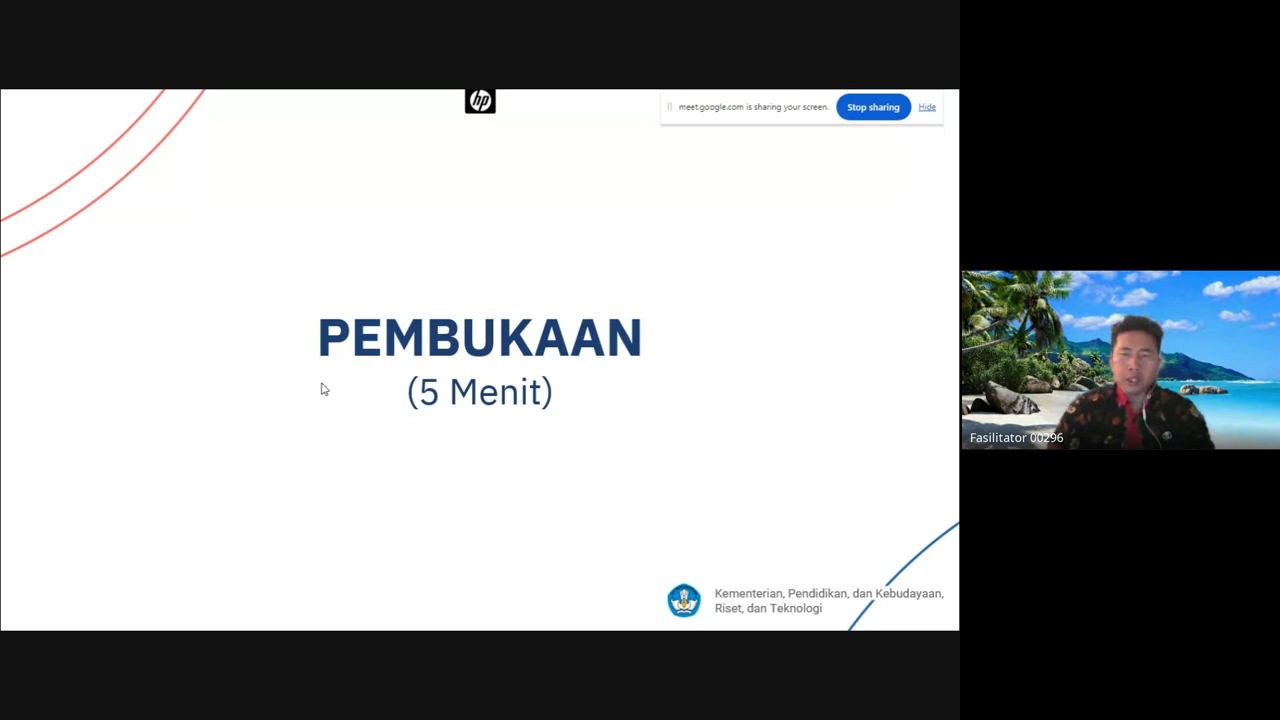 hp
meet.google.com is sharing your screen.
Stop sharing
Hide
PEMBUKAAN
(5 Menit)
Fasilitator 00296
Kementerian, Pendidikan, dan Kebudayaan,
Riset, dan Teknologi